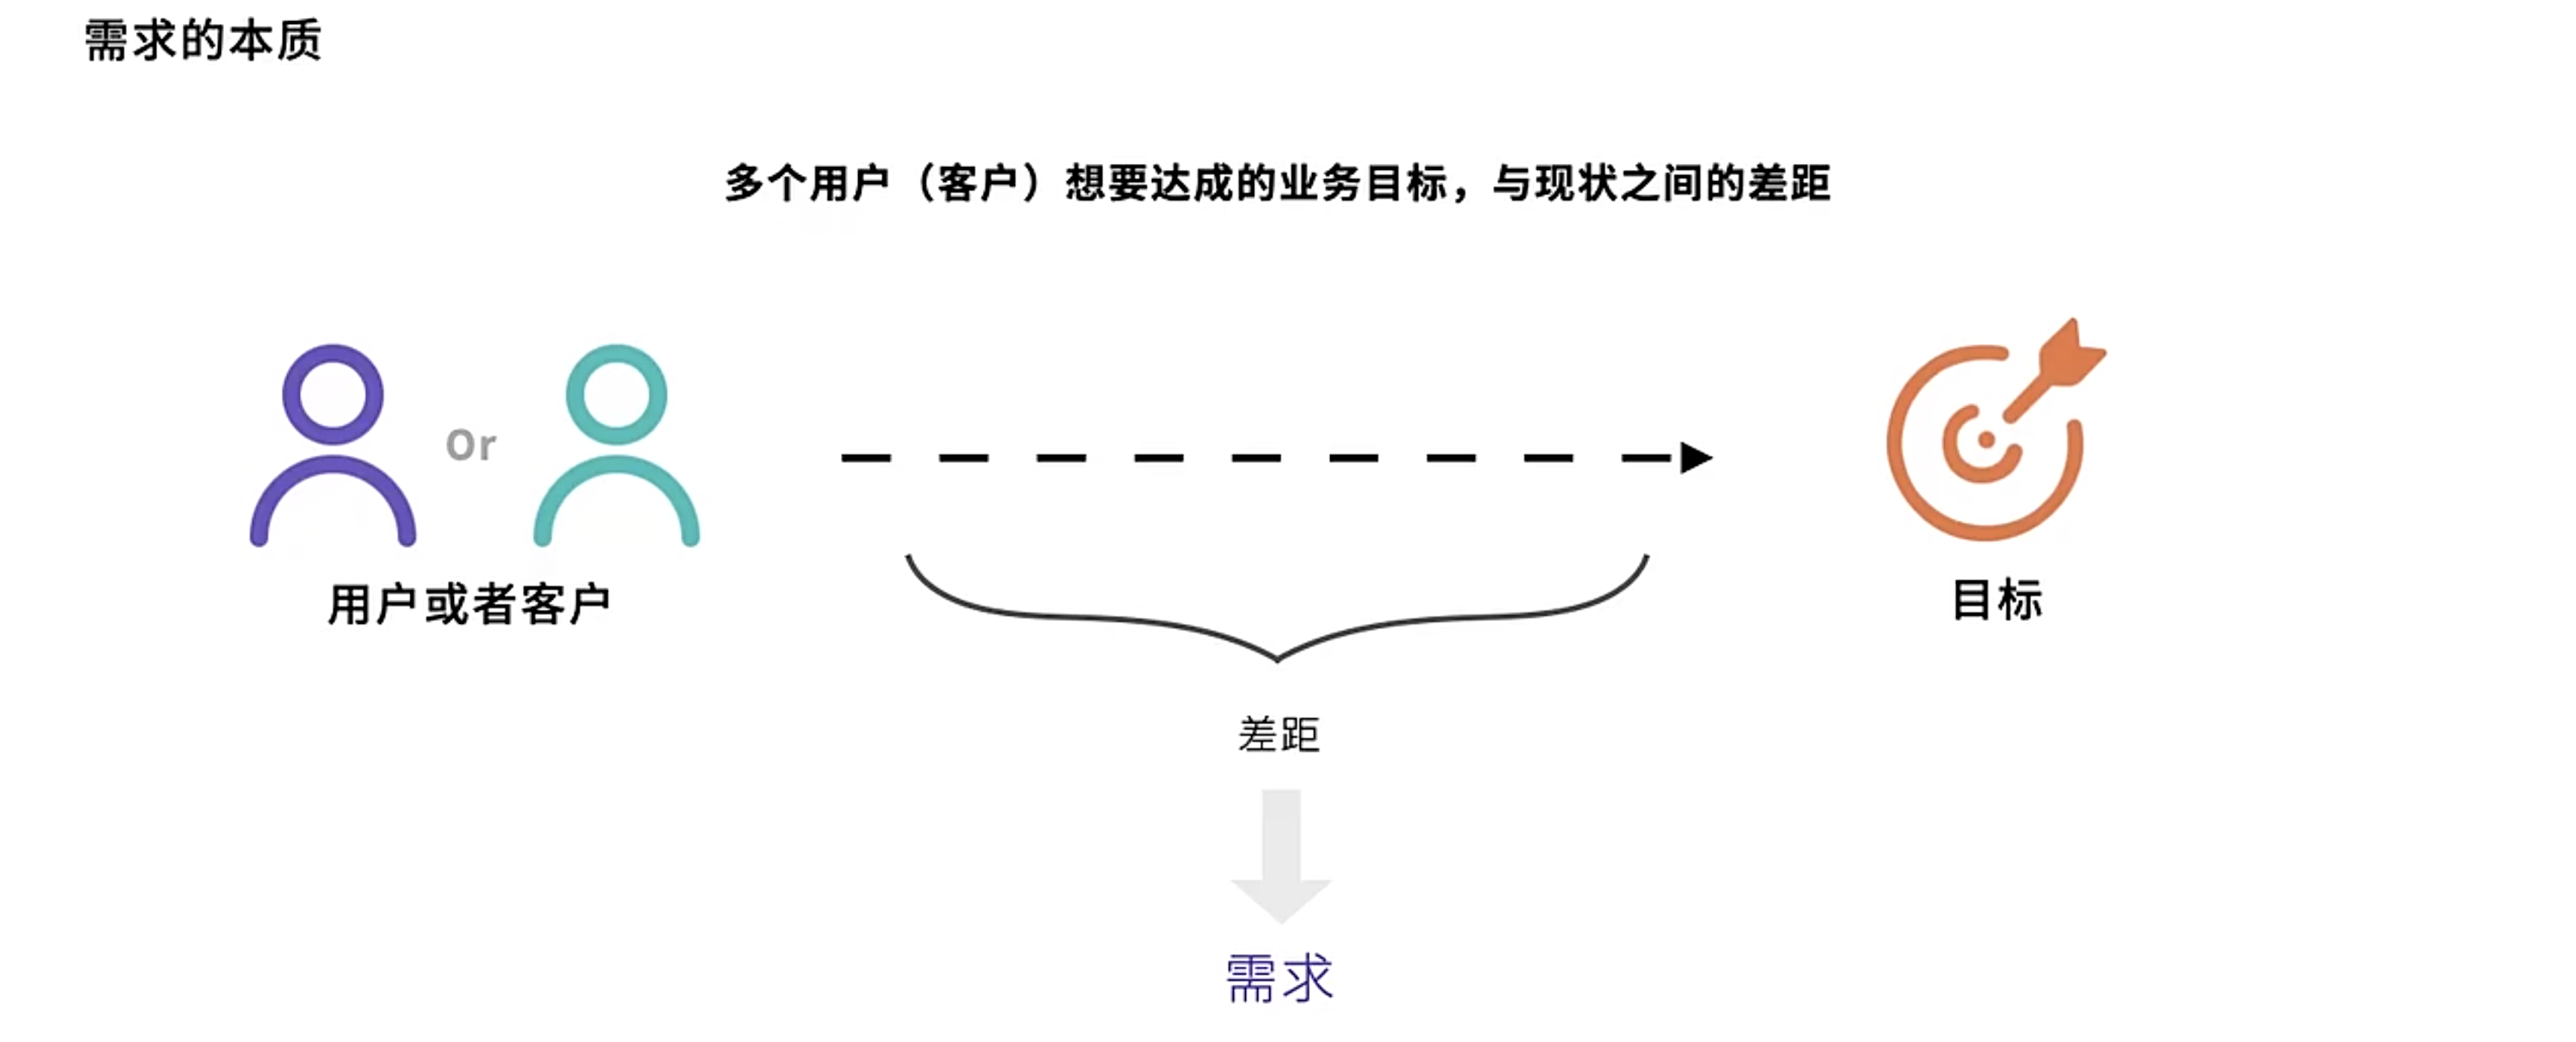 需求的本质
多个用户（客户）想要达成的业务目标，与现状之间的差距
Or
用户或者客户
目标
差距
需求